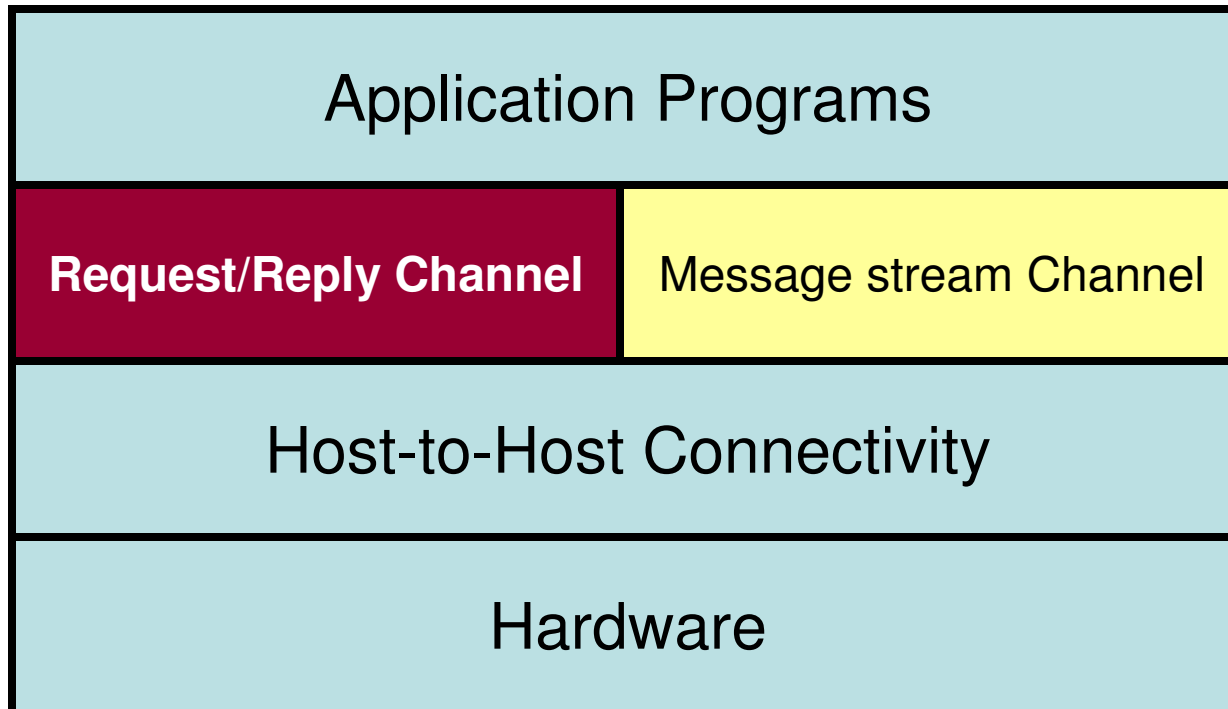 Application Programs
Request/Reply Channel
Message stream Channel
Host-to-Host Connectivity
Hardware